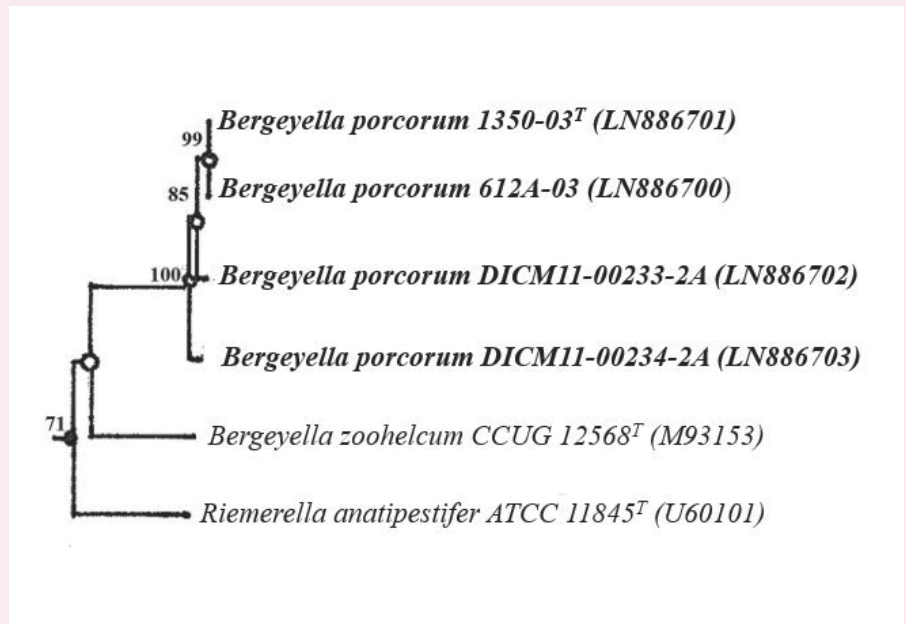 Bergeyella porcorum 1350-03ᵀ (LN886701)
99
Bergeyella porcorum 612A-03 (LN886700)
85
Bergeyella porcorum DICM11-00233-2A (LN886702)
100
Bergeyella porcorum DICM11-00234-2A (LN886703)
71
Bergeyella zoohelcum CCUG 12568ᵀ (M93153)
Riemerella anatipestifer ATCC 11845ᵀ (U60101)